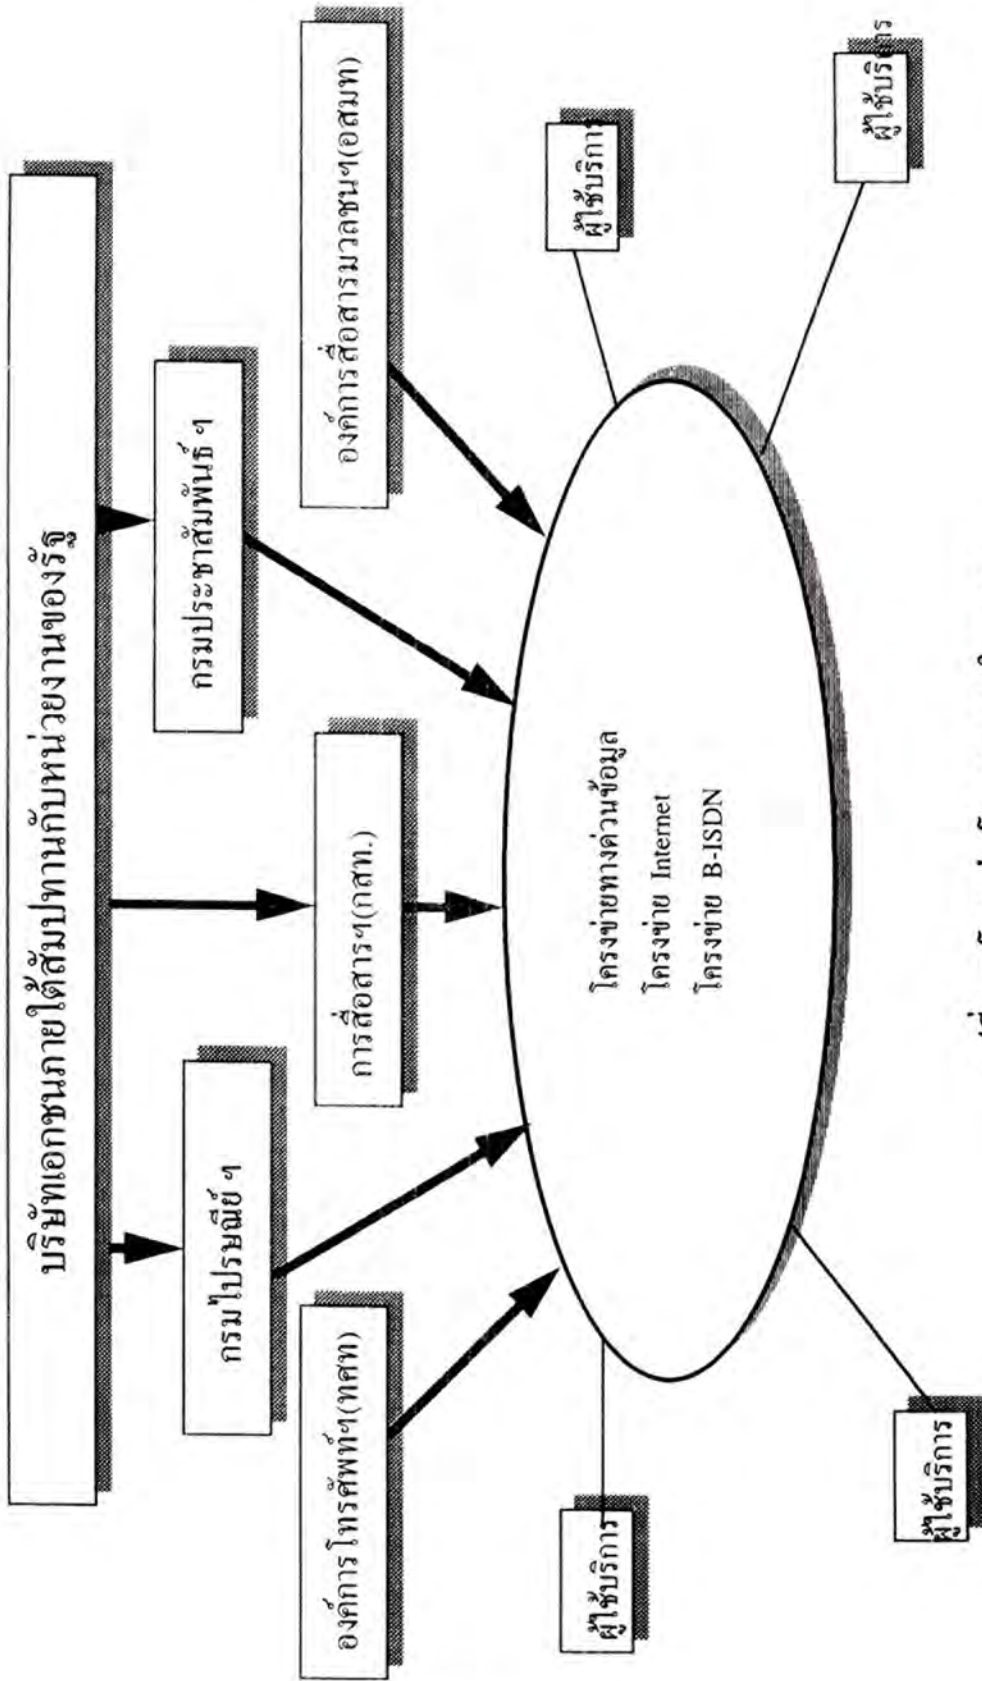 บริษัทเอกชนภายใต้สัมปทานกับหน่วยงานของรัฐ
กรมประชาสัมพันธ์ ฯ
กรมไปรษณีย์ ฯ
องค์การโทรศัพท์ฯ(ทศท)
การสื่อสารฯ(กสท.)
องค์การสื่อสารมวลชนฯ(อสมท)
โครงข่ายทางด่วนข้อมูล
โครงข่าย Internet
โครงข่าย B-ISDN
ผู้ใช้บริการ
ผู้ใช้บริการ
ผู้ใช้บริการ
ผู้ใช้บริการ